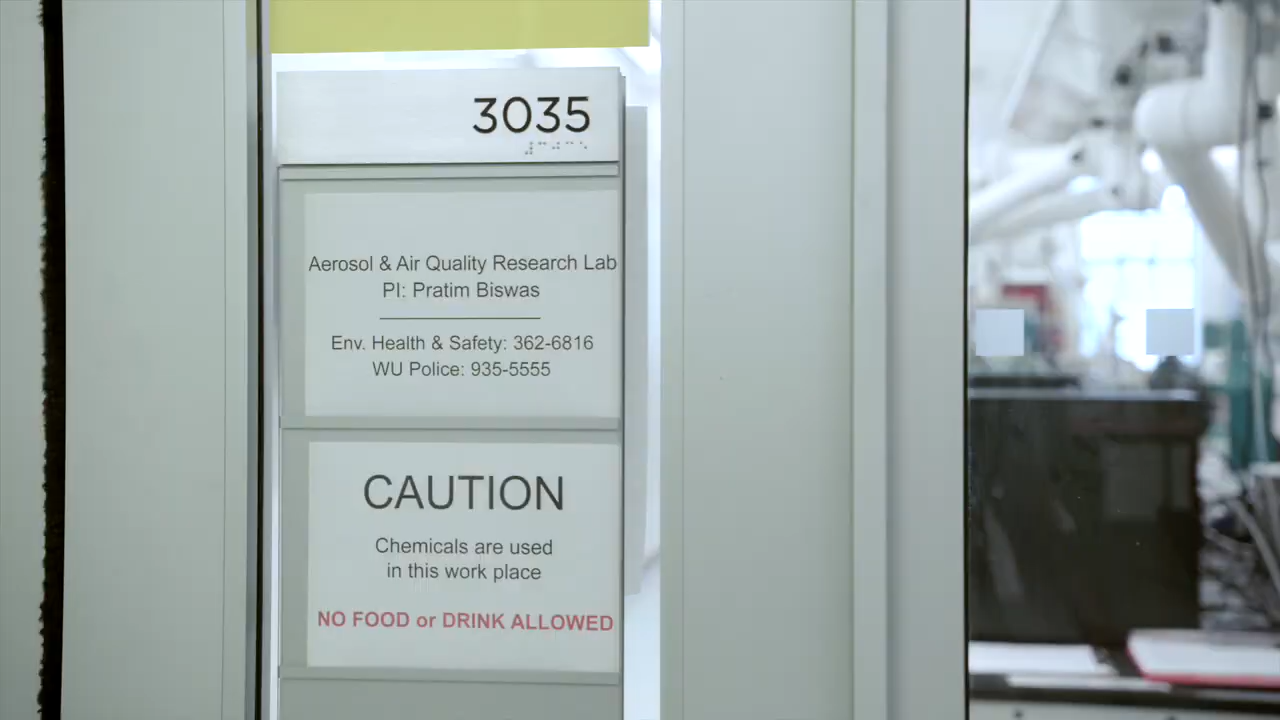 3035
Aerosol & Air Quality Research Lab
PI: Pratim Biswas
Env. Health & Safety: 362-6816
WU Police: 935-5555
CAUTION
Chemicals are used
in this work place
NO FOOD or DRINK ALLOWED